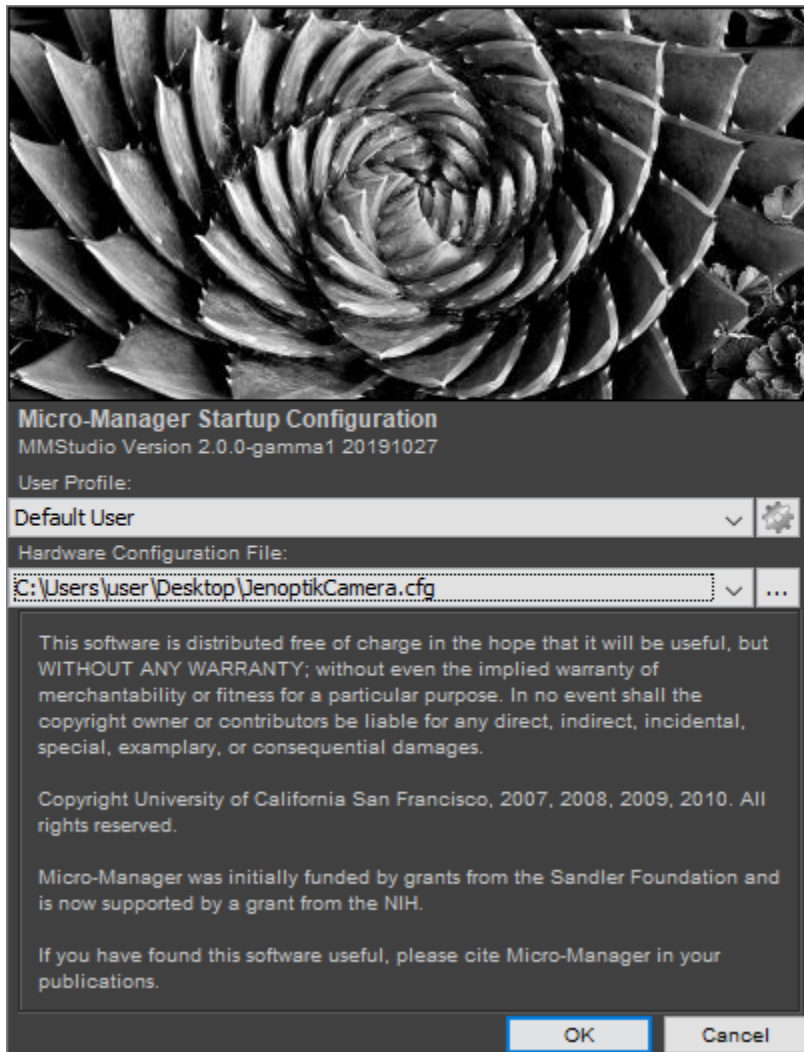 Micro-Manager Startup Configuration
MMStudio Version 2.0.0-gamma1 20191027
User Profile:
Default User
Hardware Configuration File:
C:\Users\user\Desktop\JenoptikCamera.cfg
...
This software is distributed free of charge in the hope that it will be useful, but
WITHOUT ANY WARRANTY; without even the implied warranty of
merchantability or fitness for a particular purpose. In no event shall the
copyright owner or contributors be liable for any direct, indirect, incidental,
special, examplary, or consequential damages.
Copyright University of California San Francisco, 2007, 2008, 2009, 2010. All
rights reserved.
Micro-Manager was initially funded by grants from the Sandler Foundation and
is now supported by a grant from the NIH.
If you have found this software useful, please cite Micro-Manager in your
publications.
OK
Cancel